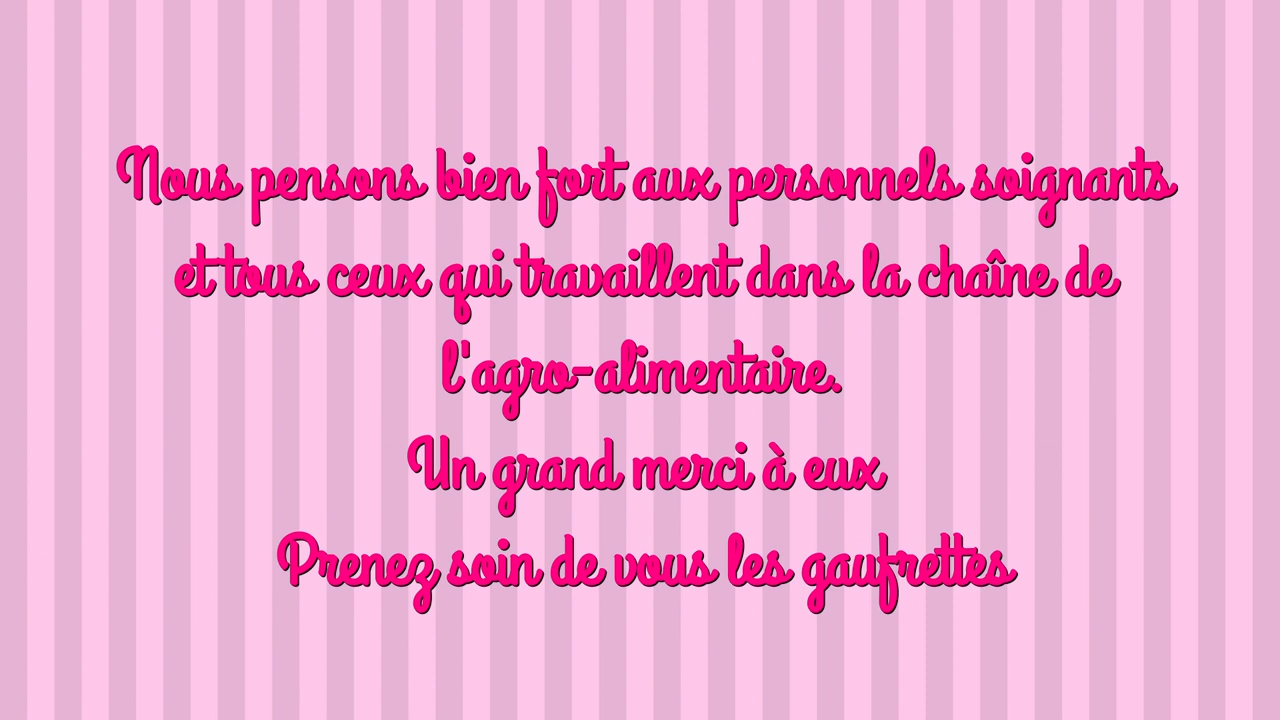 Nous pensons bien fort aux personnels soignants
et tous ceux qui travaillent dans la chaîne de
l'agro-alimentaire.
Un grand merci à eux
Prenez soin de vous les gaufrettes